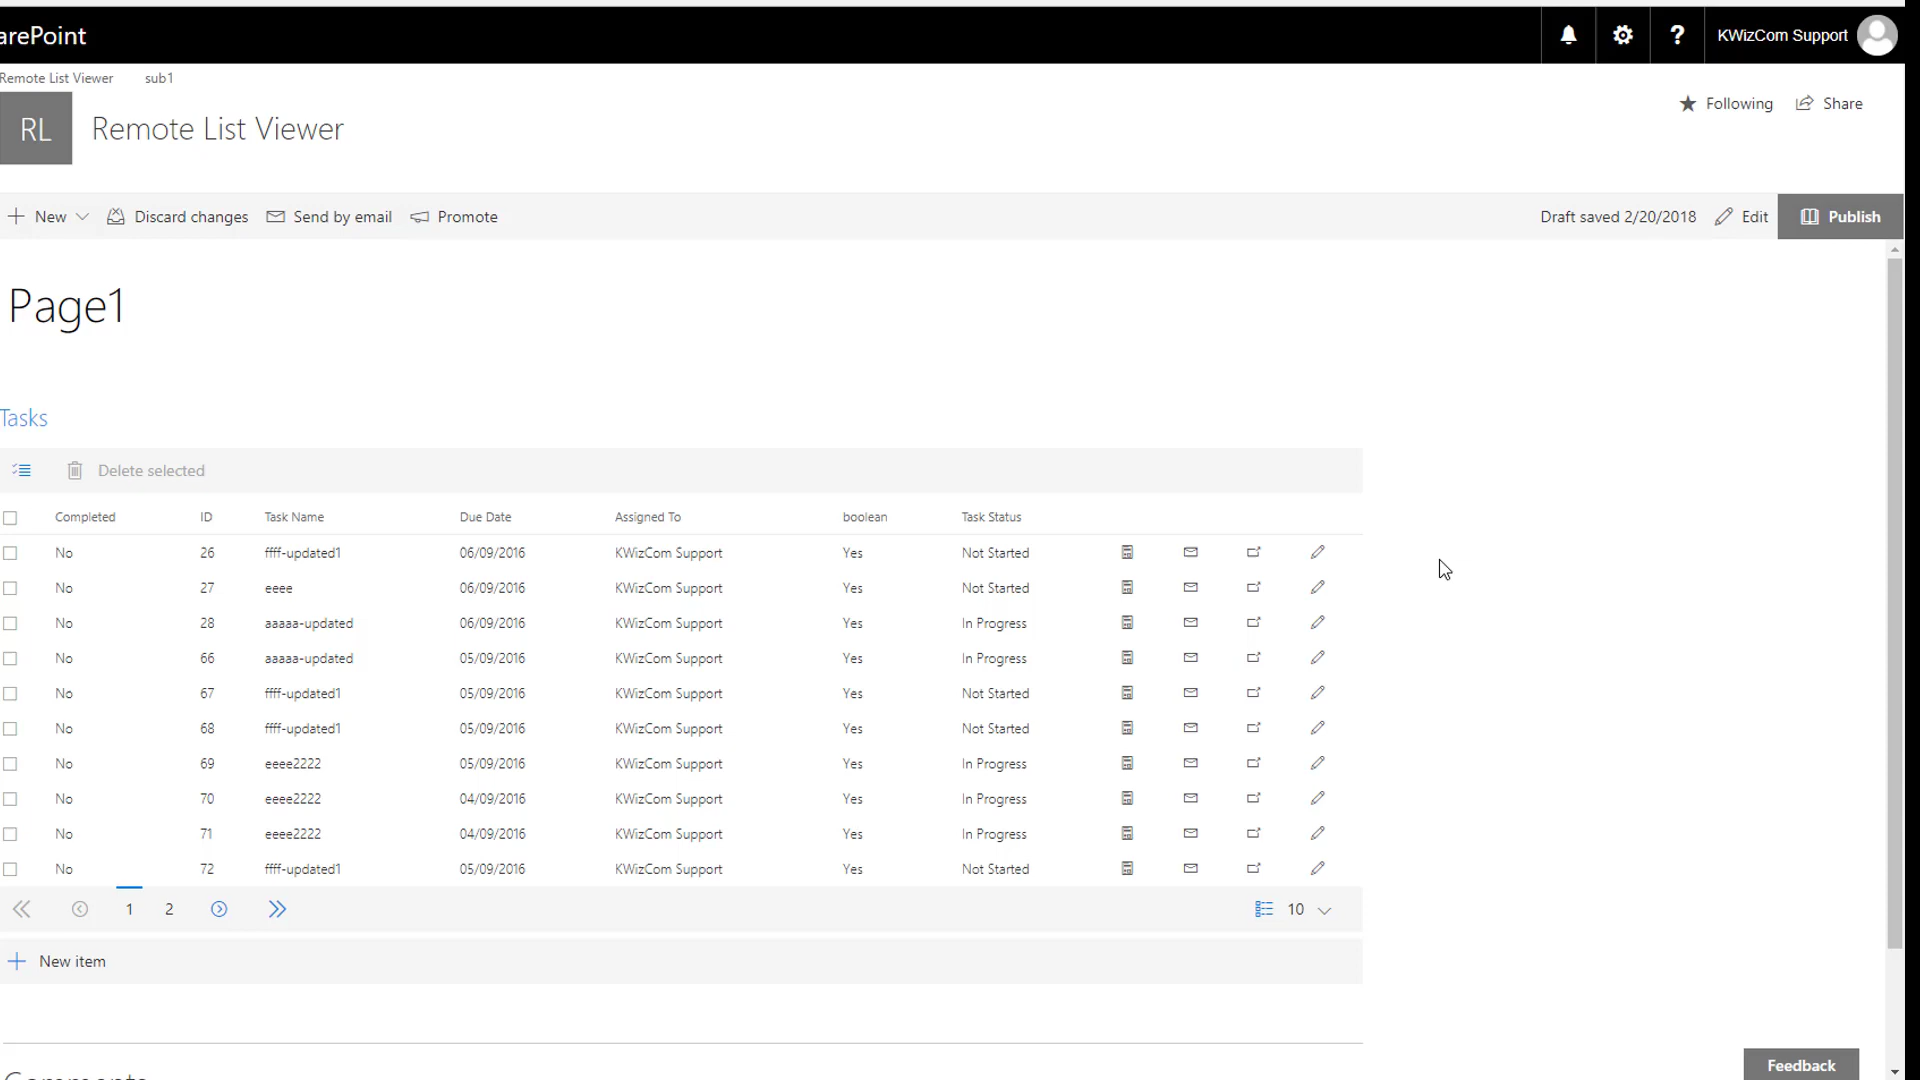 arePoint
KWizCom Support
Remote List Viewer sub1
Following Share
RL Remote List Viewer
New Discard changes Send by email Promote Draft saved 2/20/2018 Edit Publish
Page1
Tasks
Delete selected
Completed ID Task Name Due Date Assigned To boolean Task Status
No 26 ffff-updated1 06/09/2016 KWizCom Support Yes Not Started
No 27 eeee 06/09/2016 KWizCom Support Yes Not Started
No 28 aaaaa-updated 06/09/2016 KWizCom Support Yes In Progress
No 66 aaaaa-updated 05/09/2016 KWizCom Support Yes In Progress
No 67 ffff-updated1 05/09/2016 KWizCom Support Yes Not Started
No 68 ffff-updated1 05/09/2016 KWizCom Support Yes Not Started
No 69 eeee2222 05/09/2016 KWizCom Support Yes In Progress
No 70 eeee2222 04/09/2016 KWizCom Support Yes In Progress
No 71 eeee2222 04/09/2016 KWizCom Support Yes In Progress
No 72 ffff-updated1 05/09/2016 KWizCom Support Yes Not Started
1 2 10
New item
Feedback